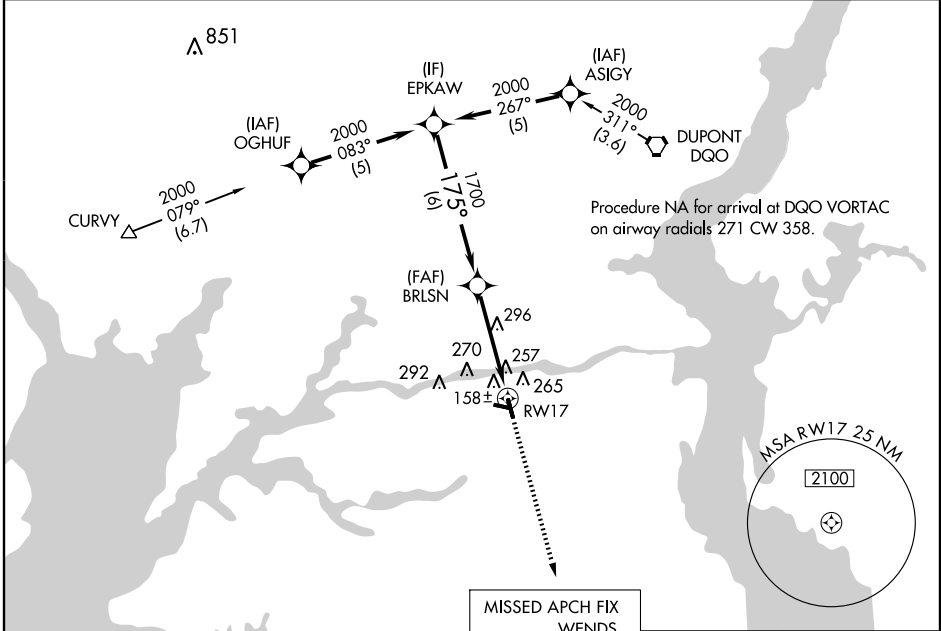 851
(IAF)
ASIGY
(IF)
EPKAW
2000
267°
(5)
2000
311°
(3.6)
DUPONT
DQO
(IAF)
OGHUF
2000
083°
(5)
2000
079°
(6.7)
CURVY
1700
175°
(6)
Procedure NA for arrival at DQO VORTAC
on airway radials 271 CW 358.
(FAF)
BRLSN
296
270
257
292
265
158±
RW17
MSA RW17 25 NM
2100
MISSED APCH FIX
WENDS